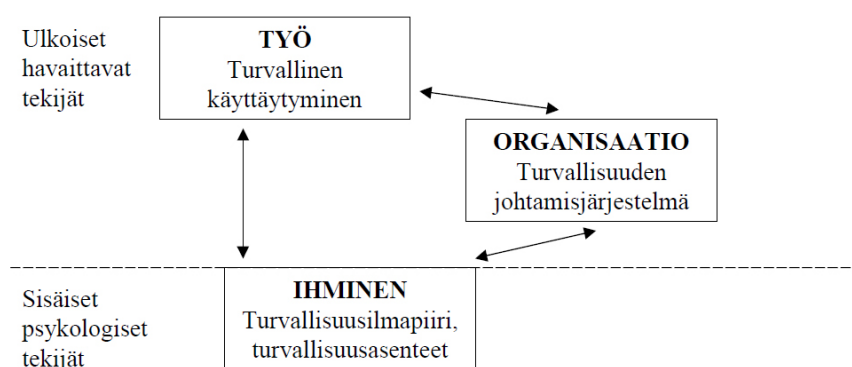 Ulkoiset
havaittavat
tekijät
TYÖ
Turvallinen
käyttäytyminen
ORGANISAATIO
Turvallisuuden
johtamisjärjestelmä
Sisäiset
psykologiset
tekijät
IHMINEN
Turvallisuusilmapiiri,
turvallisuusasenteet